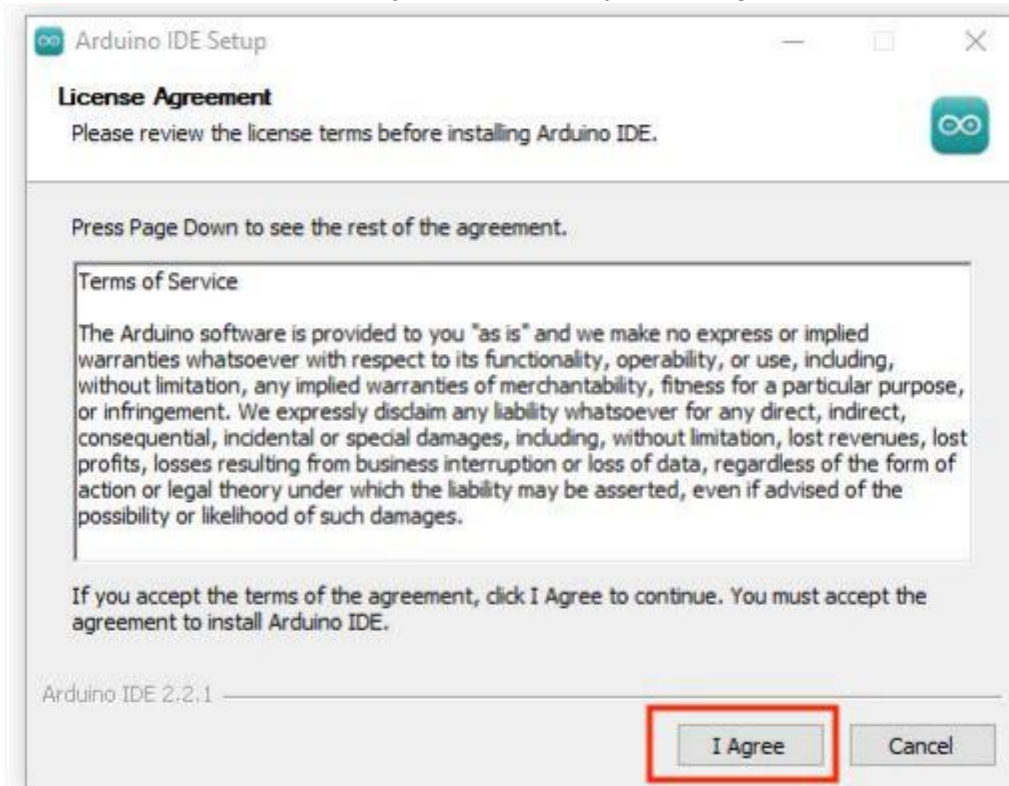 Arduino IDE Setup
License Agreement
Please review the license terms before installing Arduino IDE.
Press Page Down to see the rest of the agreement.
Terms of Service
The Arduino software is provided to you "as is" and we make no express or implied
warranties whatsoever with respect to its functionality, operability, or use, including,
without limitation, any implied warranties of merchantability, fitness for a particular purpose,
or infringement. We expressly disclaim any liability whatsoever for any direct, indirect,
consequential, incidental or special damages, including, without limitation, lost revenues, lost
profits, losses resulting from business interruption or loss of data, regardless of the form of
action or legal theory under which the liability may be asserted, even if advised of the
possibility or likelihood of such damages.
If you accept the terms of the agreement, click I Agree to continue. You must accept the
agreement to install Arduino IDE.
Arduino IDE 2.2.1
I Agree
Cancel